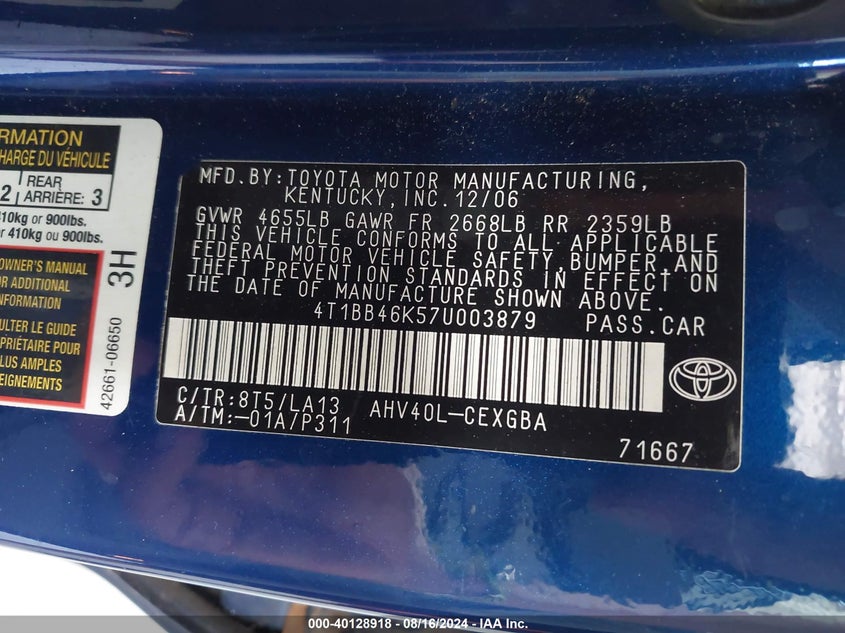 RMATION
HARGE DU VÉHICULE
2 REAR ARRIÈRE: 3
410kg or 900lbs.
r 410kg ou 900lbs.
OWNER'S MANUAL
OR ADDITIONAL
NFORMATION
SULTER LE GUIDE
PRIÉTAIRE POUR
LUS AMPLES
EIGNEMENTS
3H
42661-06650
MFD.BY:TOYOTA MOTOR MANUFACTURING,
KENTUCKY, INC.12/06
GVWR 4655LB GAWR FR 2668LB RR 2359LB
THIS VEHICLE CONFORMS TO ALL APPLICABLE
FEDERAL MOTOR VEHICLE SAFETY,BUMPER,AND
THEFT PREVENTION STANDARDS IN EFFECT ON
THE DATE OF MANUFACTURE SHOWN ABOVE.
4T1BB46K57U003879 PASS.CAR
C/TR:8T5/LA13
A/TM:-01A/P311
AHV40L-CEXGBA
71667
TOYOTA
000-40128918 - 08/16/2024 - IAA Inc.